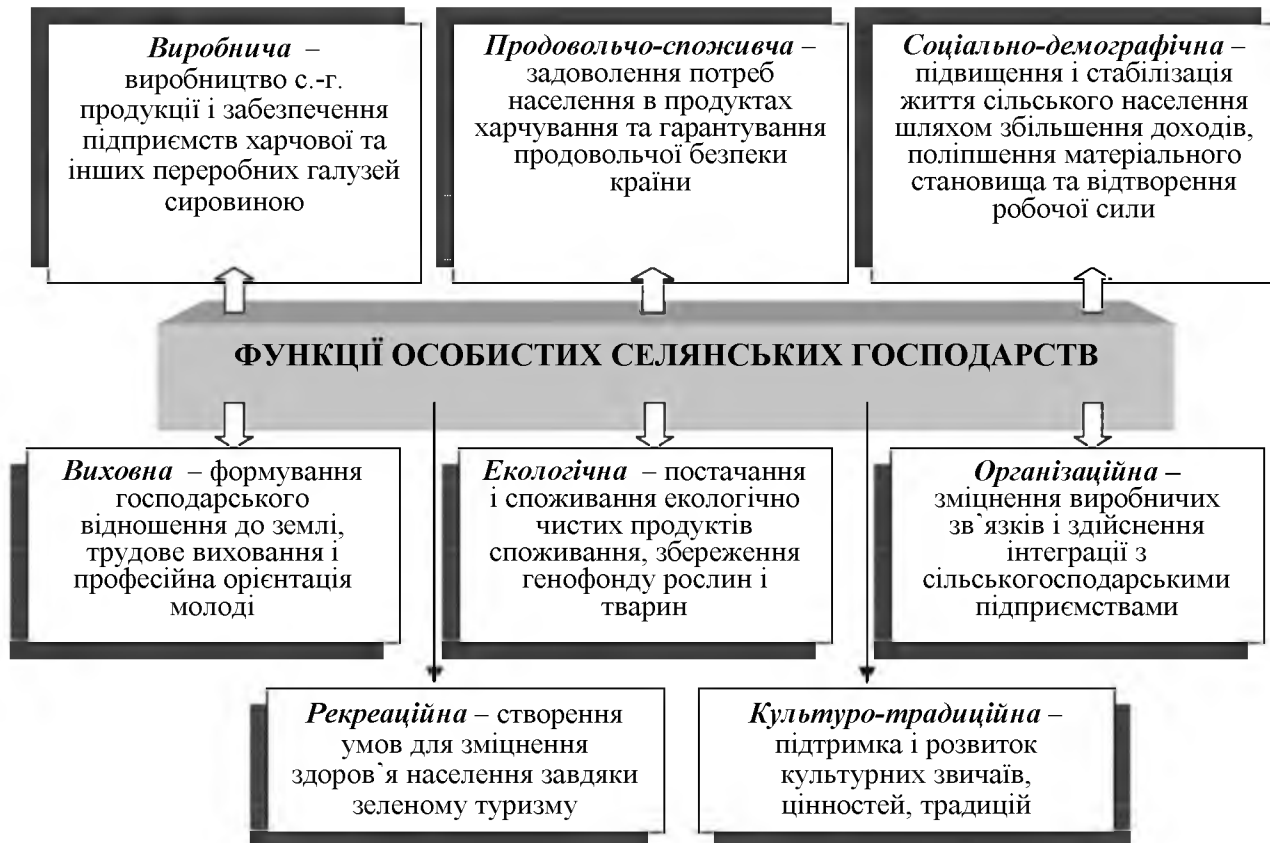 Виробнича –
виробництво с.-г.
продукції і забезпечення
підприємств харчової та
інших переробних галузей
сировиною
Продовольчо-споживча –
задоволення потреб
населення в продуктах
харчування та гарантування
продовольчої безпеки
країни
Соціально-демографічна –
підвищення і стабілізація
життя сільського населення
шляхом збільшення доходів,
поліпшення матеріального
становища та відтворення
робочої сили
ФУНКЦІЇ ОСОБИСТИХ СЕЛЯНСЬКИХ ГОСПОДАРСТВ
Виховна – формування
господарського
відношення до землі,
трудове виховання і
професійна орієнтація
молоді
Екологічна – постачання
і споживання екологічно
чистих продуктів
споживання, збереження
генофонду рослин і
тварин
Організаційна –
зміцнення виробничих
зв`язків і здійснення
інтеграції з
сільськогосподарськими
підприємствами
Рекреаційна – створення
умов для зміцнення
здоров`я населення завдяки
зеленому туризму
Культуро-традиційна –
підтримка і розвиток
культурних звичаїв,
цінностей, традицій